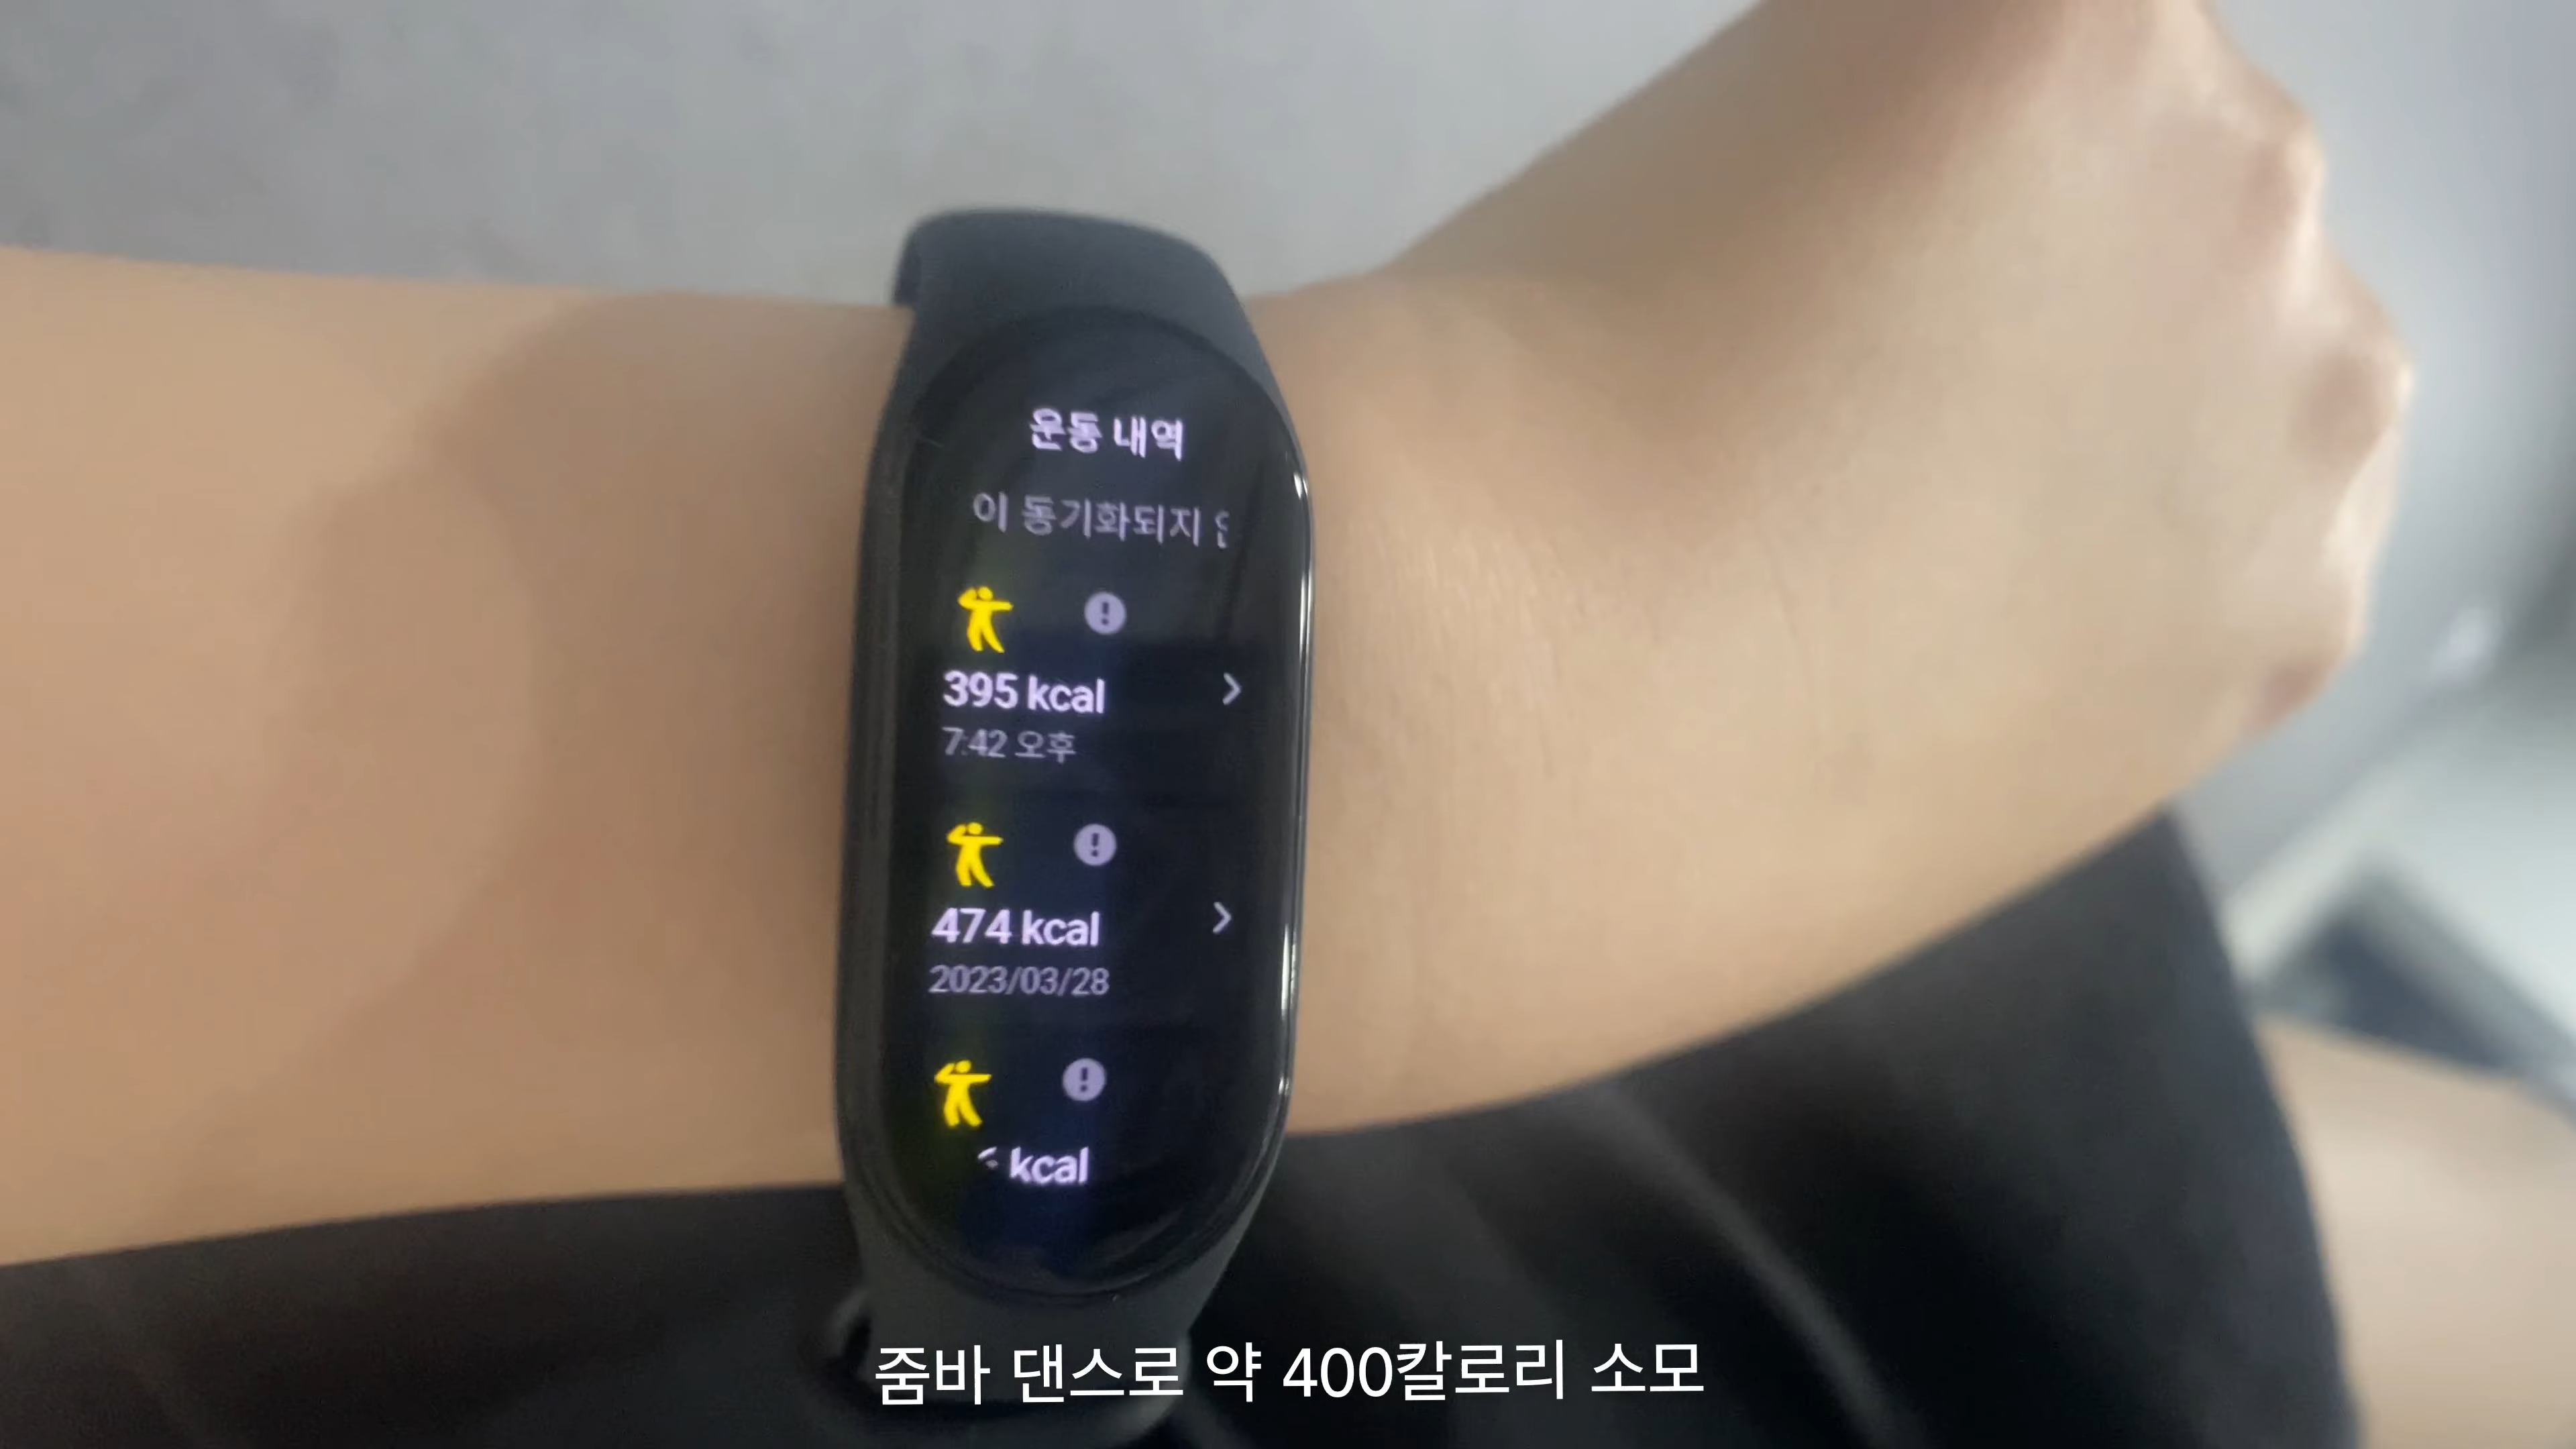 운동 내역
이 동기화되지
395 kcal
7:42 오후
474 kcal
2023/03/28
kcal
줌바 댄스로 약 400칼로리 소모